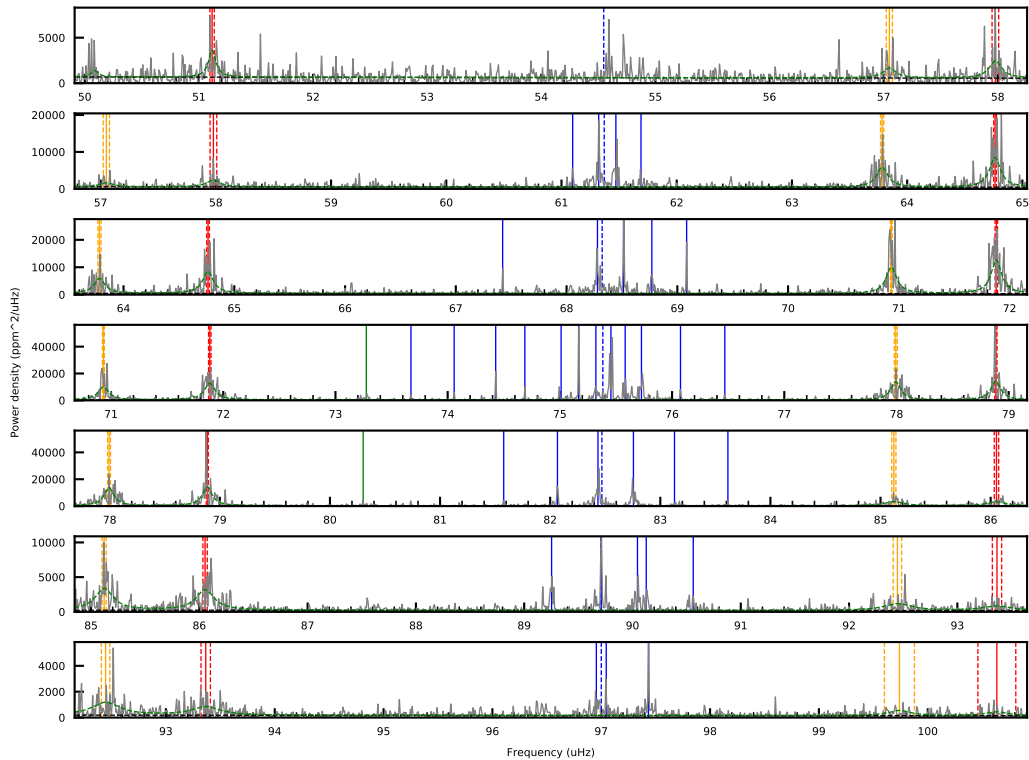 5000
0
50 51 52 53 54 55 56 57 58
20000
10000
0
57 58 59 60 61 62 63 64 65
20000
10000
0
64 65 66 67 68 69 70 71 72
40000
20000
0
71 72 73 74 75 76 77 78 79
40000
20000
0
78 79 80 81 82 83 84 85 86
10000
5000
0
85 86 87 88 89 90 91 92 93
4000
2000
0
93 94 95 96 97 98 99 100
Power density (ppm^2/uHz)
Frequency (uHz)